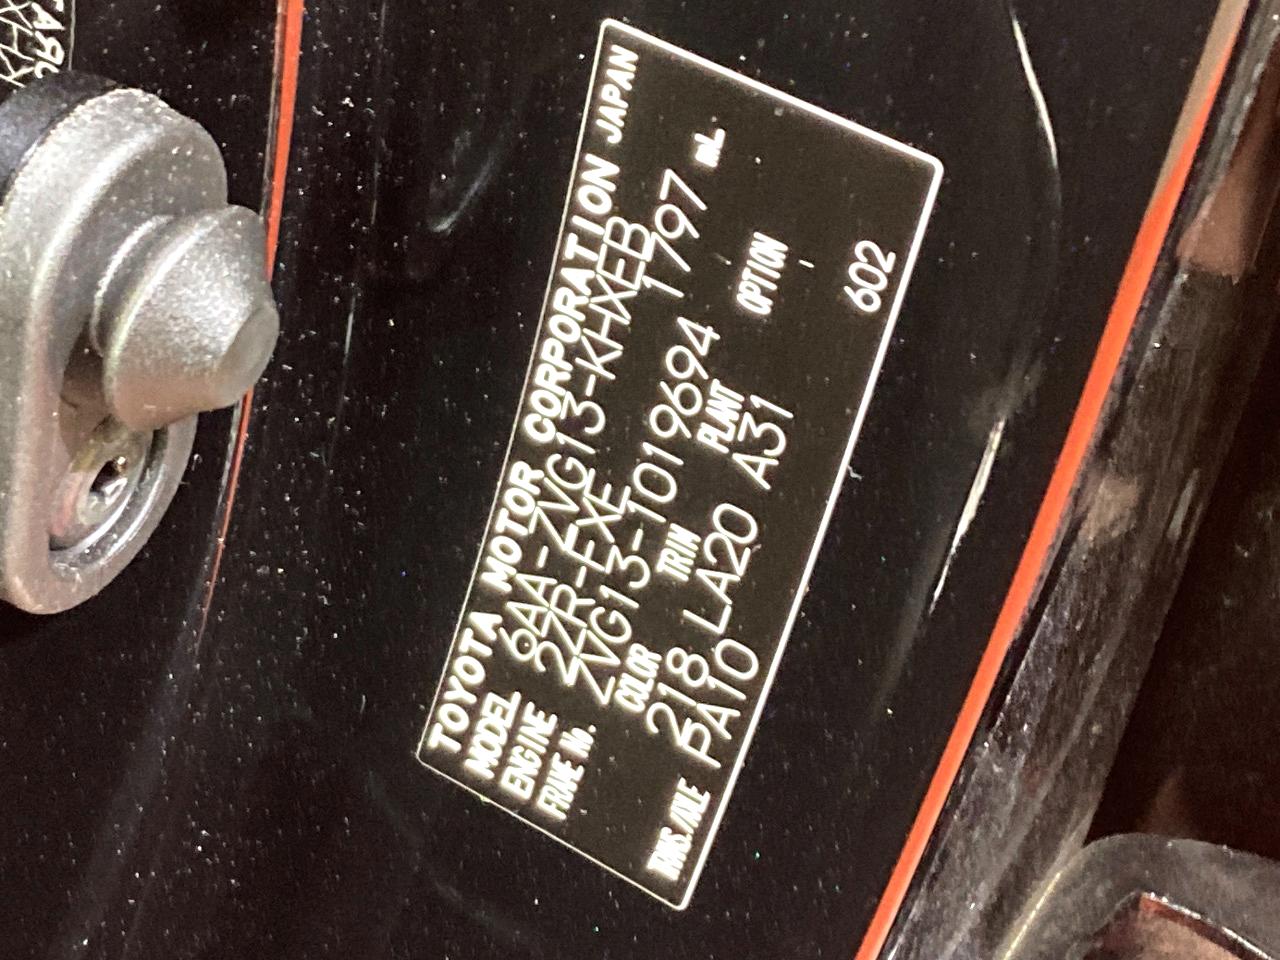 TOYOTA MOTOR CORPORATION JAPAN
MODEL 6AA-ZVG13-KHXEB
ENGINE 2ZR-FXE 1797 mL
FRAME No. ZVG13-1019694
COLOR TRIM PLANT OPTION
218 LA20 A31
TRANS./AXLE PA10 602